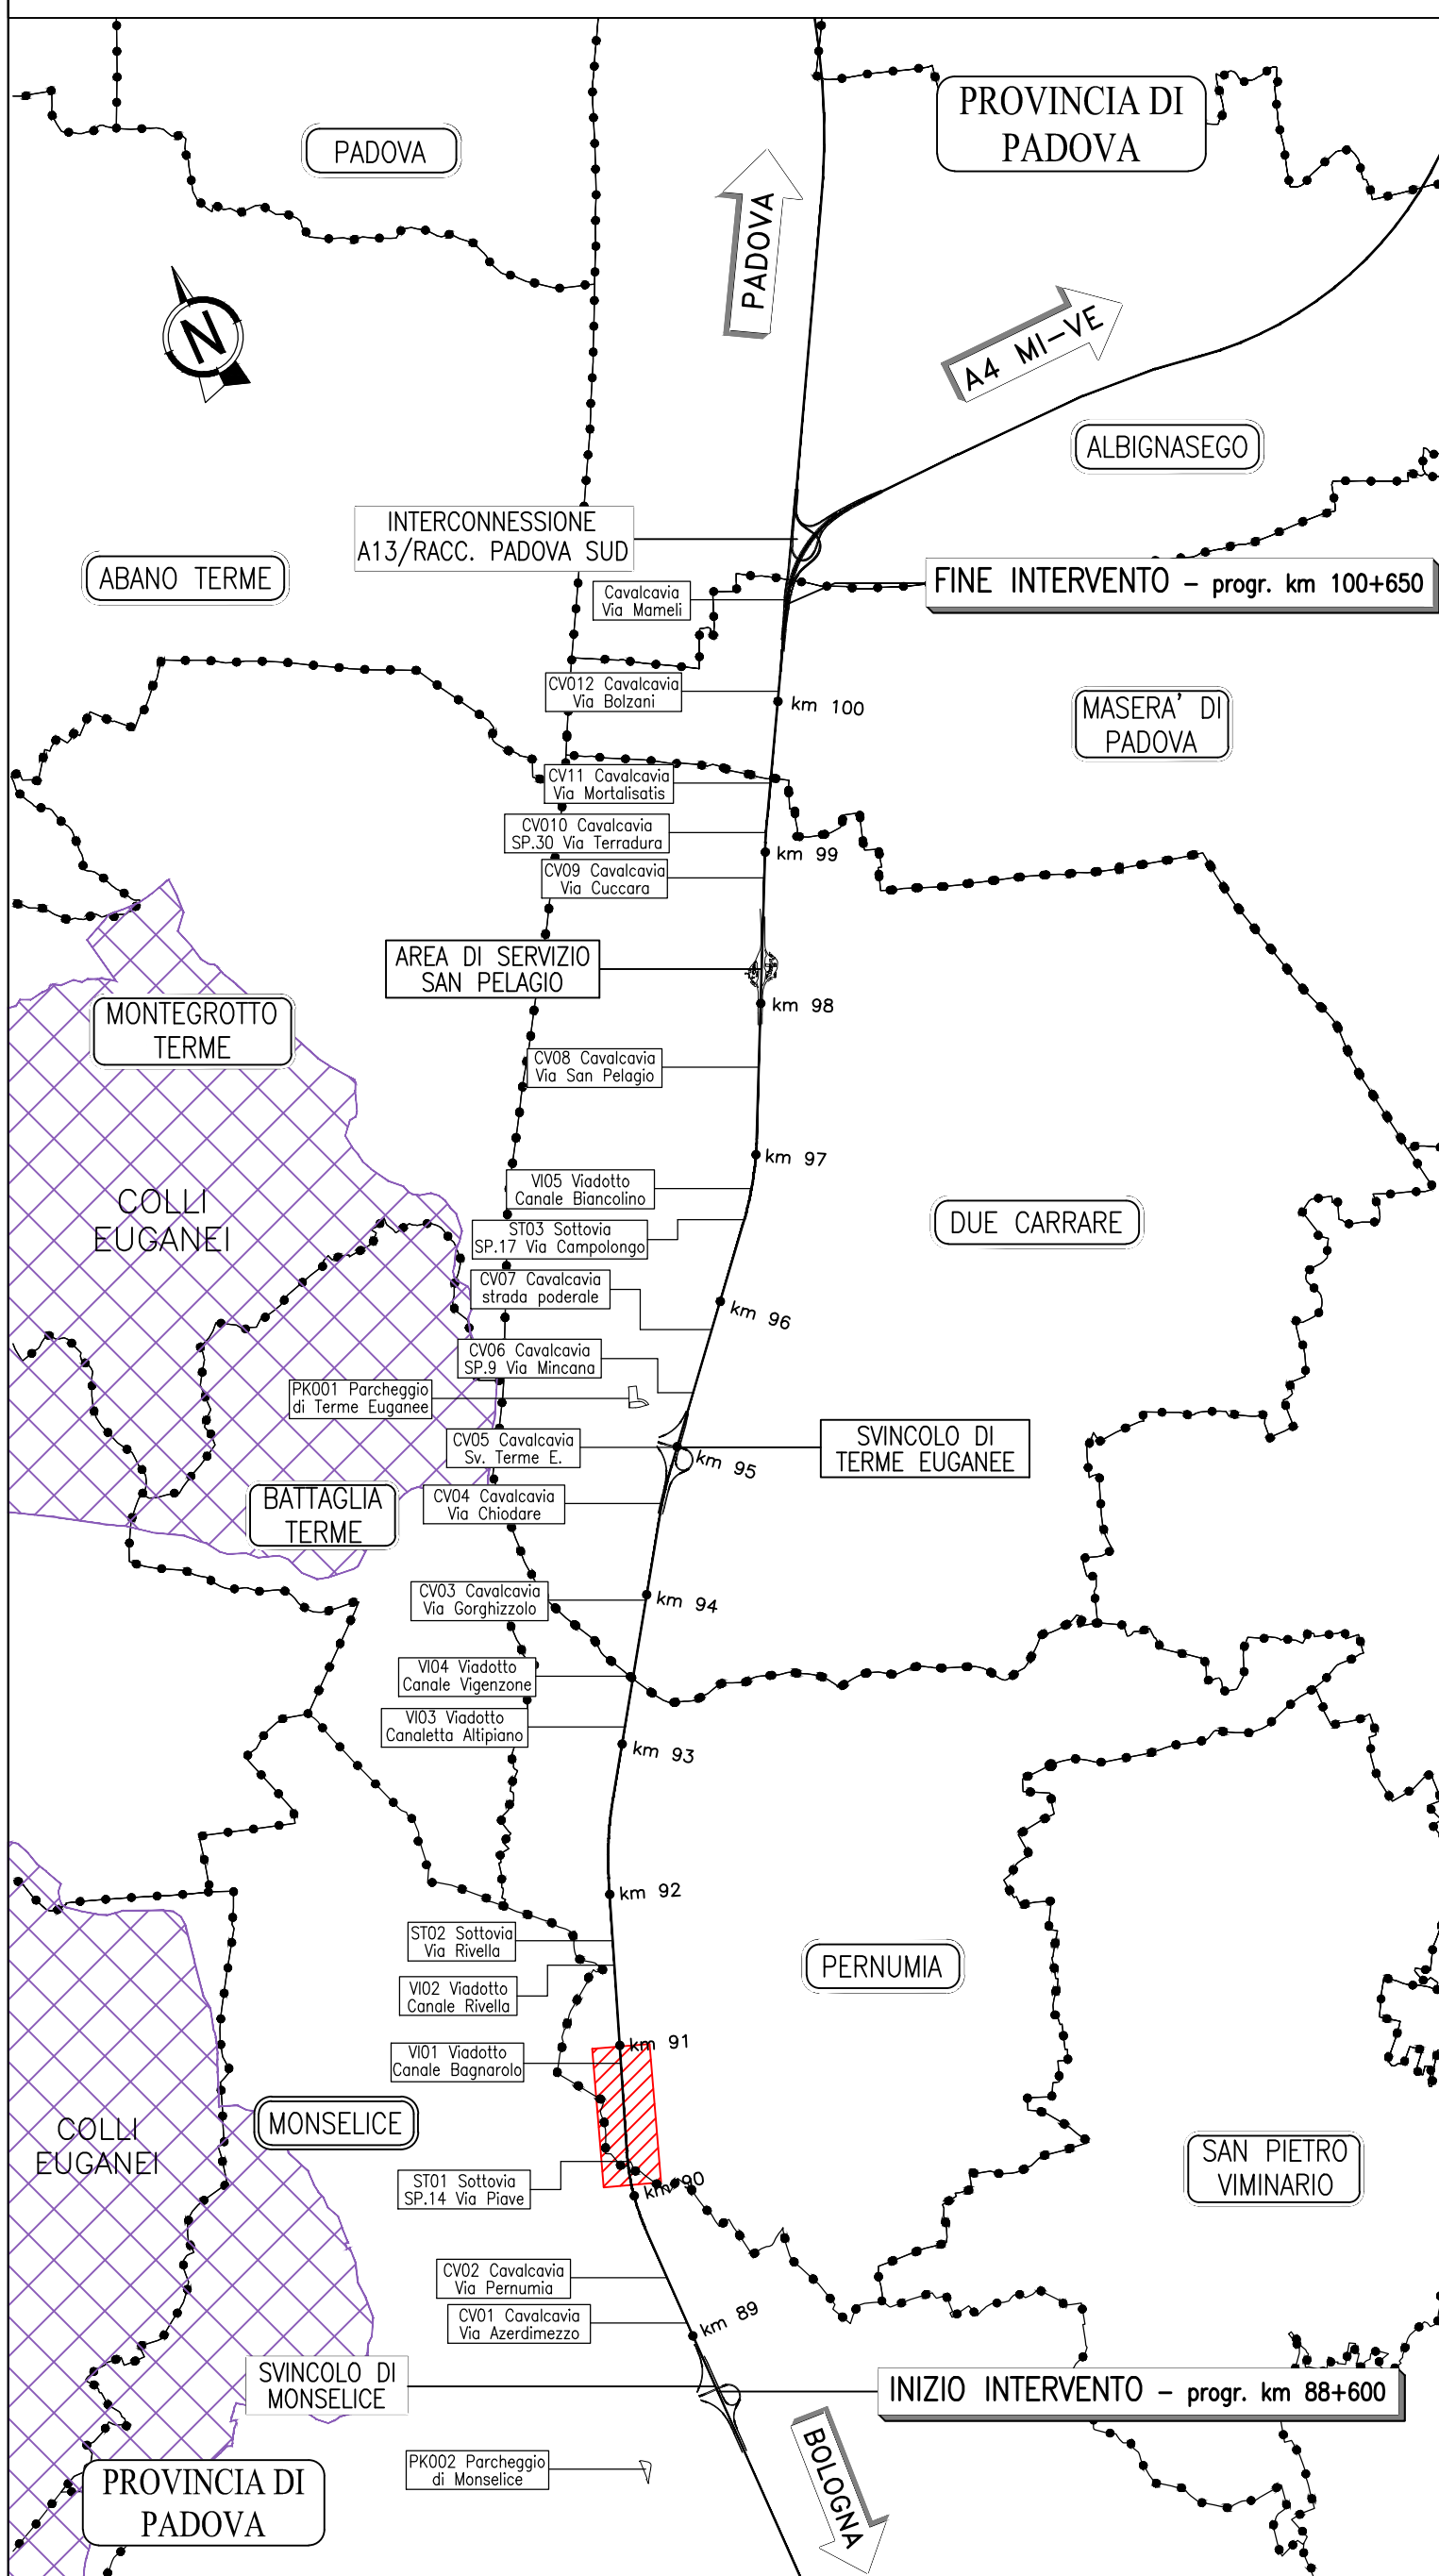 PROVINCIA DI
PADOVA
PADOVA
PADOVA
N
A4 MI-VE
ALBIGNASEGO
INTERCONNESSIONE
A13/RACC. PADOVA SUD
ABANO TERME
FINE INTERVENTO - progr. km 100+650
Cavalcavia
Via Mameli
CV012 Cavalcavia
Via Bolzani
km 100
MASERA' DI
PADOVA
CV11 Cavalcavia
Via Mortalisatis
CV010 Cavalcavia
SP.30 Via Terradura
km 99
CV09 Cavalcavia
Via Cuccara
AREA DI SERVIZIO
SAN PELAGIO
km 98
MONTEGROTTO
TERME
CV08 Cavalcavia
Via San Pelagio
km 97
VI05 Viadotto
Canale Biancolino
COLLI
EUGANEI
DUE CARRARE
ST03 Sottovia
SP.17 Via Campolongo
CV07 Cavalcavia
strada poderale
km 96
CV06 Cavalcavia
SP.9 Via Mincana
PK001 Parcheggio
di Terme Euganee
CV05 Cavalcavia
Sv. Terme E.
SVINCOLO DI
TERME EUGANEE
km 95
BATTAGLIA
TERME
CV04 Cavalcavia
Via Chiodare
CV03 Cavalcavia
Via Gorghizzolo
km 94
VI04 Viadotto
Canale Vigenzone
VI03 Viadotto
Canaletta Altipiano
km 93
km 92
ST02 Sottovia
Via Rivella
PERNUMIA
VI02 Viadotto
Canale Rivella
km 91
VI01 Viadotto
Canale Bagnarolo
MONSELICE
COLLI
EUGANEI
SAN PIETRO
VIMINARIO
ST01 Sottovia
SP.14 Via Piave
km 90
CV02 Cavalcavia
Via Pernumia
CV01 Cavalcavia
Via Azerdimezzo
km 89
SVINCOLO DI
MONSELICE
INIZIO INTERVENTO - progr. km 88+600
BOLOGNA
PK002 Parcheggio
di Monselice
PROVINCIA DI
PADOVA